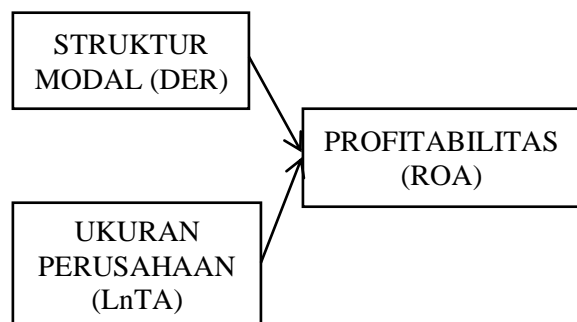 STRUKTUR
MODAL (DER)
PROFITABILITAS
(ROA)
UKURAN
PERUSAHAAN
(LnTA)